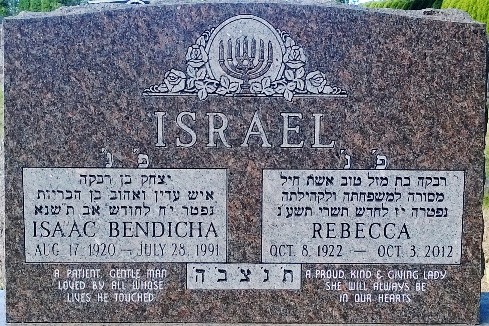 ISRAEL
פ' נ'
יצחק בן רבקה
איש עדין ואהוב בן הבריות
נפטר יח לחודש אב תשנא
ISAAC BENDICHA
AUG. 17 1920 — JULY 28, 1991
A PATIENT, GENTLE MAN
LOVED BY ALL WHOSE
LIVES HE TOUCHED
פ' נ'
רבקה בת מזל טוב אשת חיל
מסורה למשפחתה ולקהילתה
נפטרה יז לחדש תשרי תשע'ג
REBECCA
OCT. 8, 1922 — OCT. 3, 2012
A PROUD, KIND & GIVING LADY
SHE WILL ALWAYS BE
IN OUR HEARTS
תנצבה